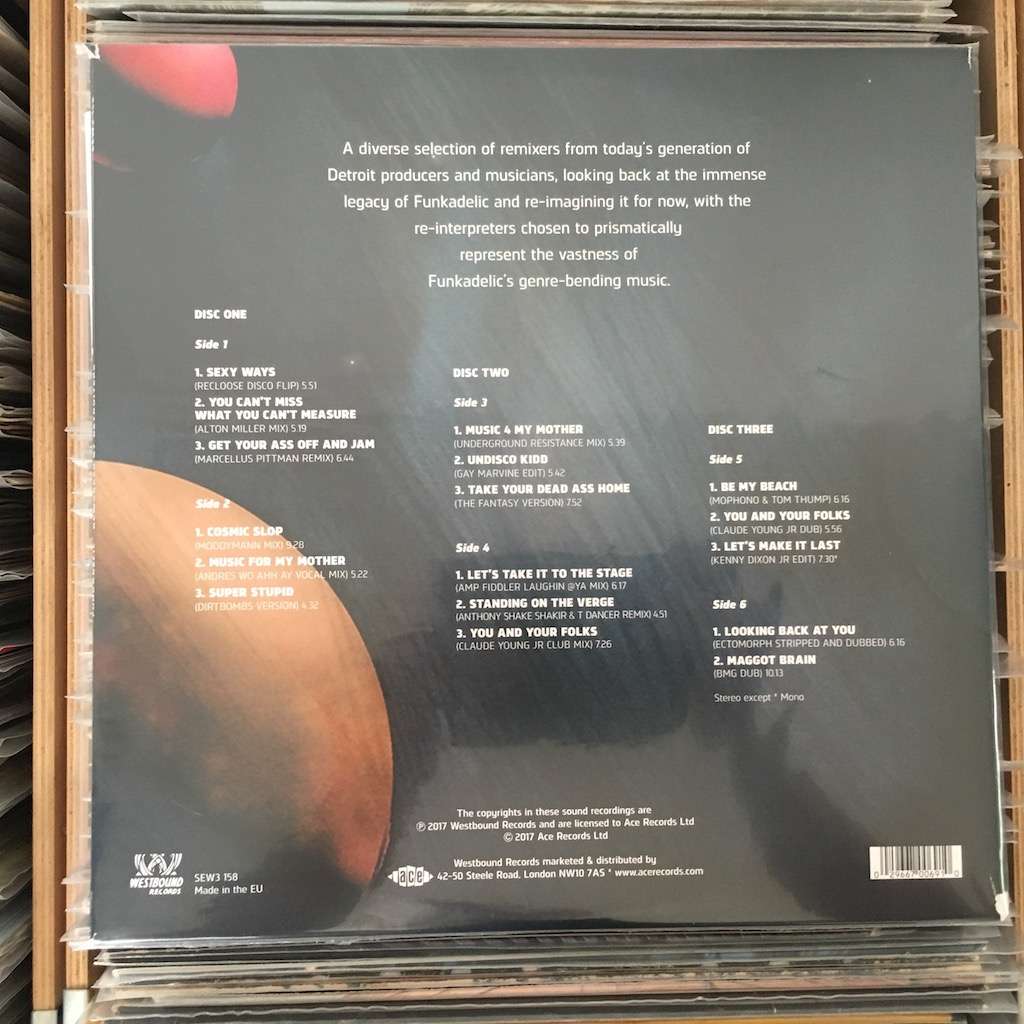 A diverse selection of remixers from today's generation of
Detroit producers and musicians, looking back at the immense
legacy of Funkadelic and re-imagining it for now, with the
re-interpreters chosen to prismatically
represent the vastness of
Funkadelic's genre-bending music.
DISC ONE
Side 1
1. SEXY WAYS
(RECLOOSE DISCO FLIP) 5.51
2. YOU CAN'T MISS
WHAT YOU CAN'T MEASURE
(ALTON MILLER MIX) 5.19
3. GET YOUR ASS OFF AND JAM
(MARCELLUS PITTMAN REMIX) 6.44
Side 2
1. COSMIC SLOP
(MOODYMANN MIX) 9.28
2. MUSIC FOR MY MOTHER
(ANDRES WO AHH AY VOCAL MIX) 5.22
3. SUPER STUPID
(DIRTBOMBS VERSION) 4.32
DISC TWO
Side 3
1. MUSIC 4 MY MOTHER
(UNDERGROUND RESISTANCE MIX) 5.39
2. UNDISCO KIDD
(GAY MARVINE EDIT) 5.42
3. TAKE YOUR DEAD ASS HOME
(THE FANTASY VERSION) 7.52
Side 4
1. LET'S TAKE IT TO THE STAGE
(AMP FIDDLER LAUGHIN @YA MIX) 6.17
2. STANDING ON THE VERGE
(ANTHONY SHAKE SHAKIR & T DANCER REMIX) 4.51
3. YOU AND YOUR FOLKS
(CLAUDE YOUNG JR CLUB MIX) 7.26
DISC THREE
Side 5
1. BE MY BEACH
(MOPHONO & TOM THUMP) 6.16
2. YOU AND YOUR FOLKS
(CLAUDE YOUNG JR DUB) 5.56
3. LET'S MAKE IT LAST
(KENNY DIXON JR EDIT) 7.30*
Side 6
1. LOOKING BACK AT YOU
(ECTOMORPH STRIPPED AND DUBBED) 6.16
2. MAGGOT BRAIN
(BMG DUB) 10.13
Stereo except * Mono
The copyrights in these sound recordings are
℗ 2017 Westbound Records and are licensed to Ace Records Ltd
© 2017 Ace Records Ltd
Westbound Records marketed & distributed by
42-50 Steele Road, London NW10 7AS * www.acerecords.com
ace
WESTBOUND
RECORDS
SEW3 158
Made in the EU
0 29667 00691 0